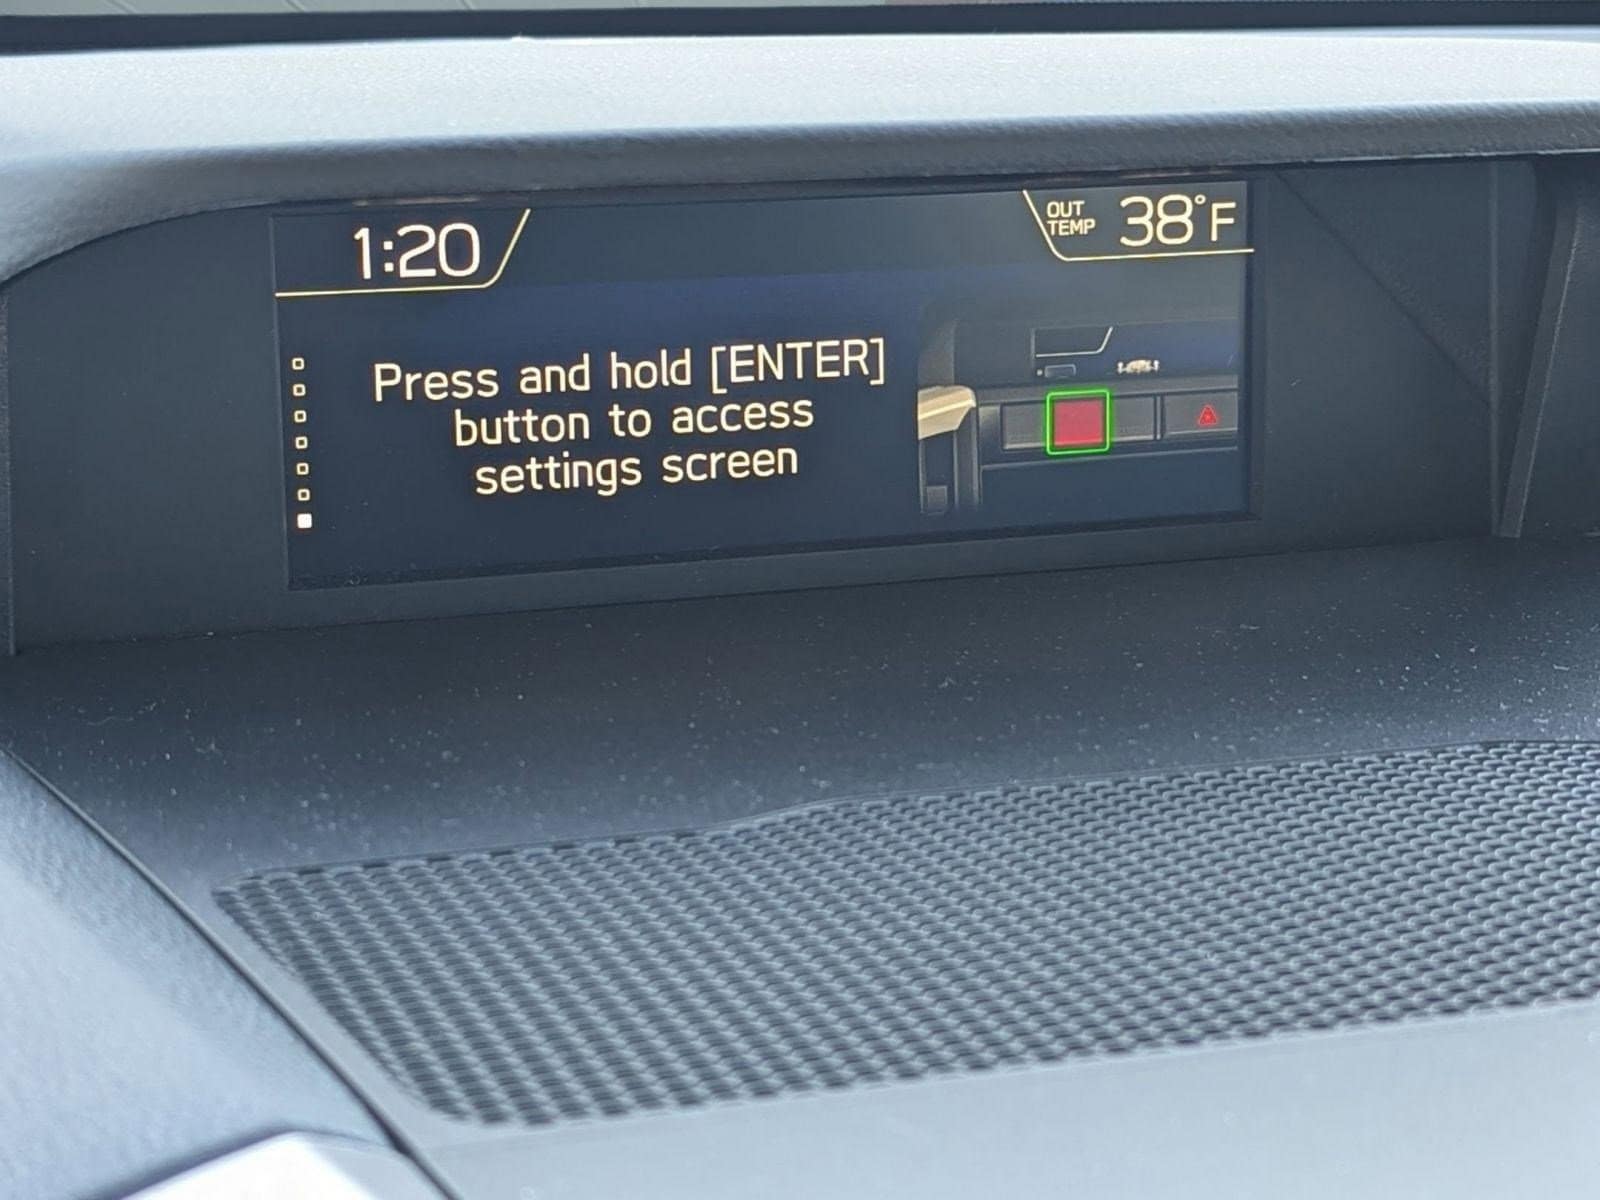 1:20
OUT
TEMP 38°F
Press and hold [ENTER]
button to access
settings screen